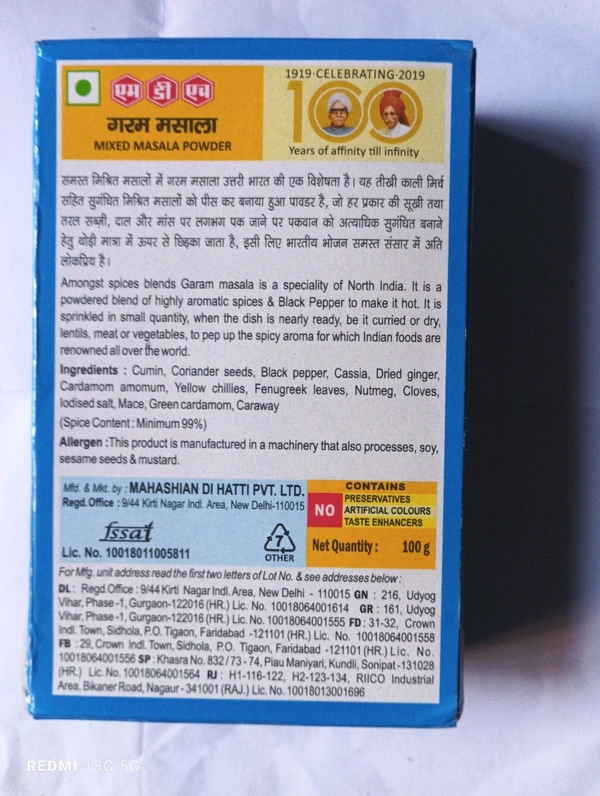 एम डी एच
गरम मसाला
MIXED MASALA POWDER
1919·CELEBRATING·2019
100
Years of affinity till infinity
समस्त मिश्रित मसालों में गरम मसाला उत्तरी भारत की एक विशेषता है। यह तीखी काली मिर्च
सहित सुगंधित मिश्रित मसालों को पीस कर बनाया हुआ पावडर है, जो हर प्रकार की सूखी तथा
तरल सब्ज़ी, दाल और मांस पर लगभग पक जाने पर पकवान को अत्याधिक सुगंधित बनाने
हेतु थोड़ी मात्रा में ऊपर से छिड़का जाता है, इसी लिए भारतीय भोजन समस्त संसार में अति
लोकप्रिय है।
Amongst spices blends Garam masala is a speciality of North India. It is a
powdered blend of highly aromatic spices & Black Pepper to make it hot. It is
sprinkled in small quantity, when the dish is nearly ready, be it curried or dry,
lentils, meat or vegetables, to pep up the spicy aroma for which Indian foods are
renowned all over the world.
Ingredients : Cumin, Coriander seeds, Black pepper, Cassia, Dried ginger,
Cardamom amomum, Yellow chillies, Fenugreek leaves, Nutmeg, Cloves,
Iodised salt, Mace, Green cardamom, Caraway
(Spice Content : Minimum 99%)
Allergen :This product is manufactured in a machinery that also processes, soy,
sesame seeds & mustard.
Mfd. & Mkt. by : MAHASHIAN DI HATTI PVT. LTD.
Regd. Office : 9/44 Kirti Nagar Indl. Area, New Delhi-110015
fssai
Lic. No. 10018011005811
7
OTHER
CONTAINS
NO
PRESERVATIVES
ARTIFICIAL COLOURS
TASTE ENHANCERS
Net Quantity : 100 g
For Mfg. unit address read the first two letters of Lot No. & see addresses below :
DL : Regd.Office : 9/44 Kirti Nagar Indl. Area, New Delhi - 110015 GN : 216, Udyog
Vihar, Phase -1, Gurgaon-122016 (HR.) Lic. No. 10018064001614 GR : 161, Udyog
Vihar, Phase -1, Gurgaon-122016 (HR.) Lic. No. 10018064001555 FD : 31-32, Crown
Indl. Town, Sidhola, P.O. Tigaon, Faridabad -121101 (HR.) Lic. No. 10018064001558
FB : 29, Crown Indl. Town, Sidhola, P.O. Tigaon, Faridabad -121101 (HR.) Lic. No.
10018064001556 SP : Khasra No. 832 / 73 - 74, Piau Maniyari, Kundli, Sonipat -131028
(HR.) Lic. No. 10018064001564 RJ : H1-116-122, H2-123-134, RIICO Industrial
Area, Bikaner Road, Nagaur - 341001 (RAJ.) Lic. No. 10018013001696
REDMI 13C 5G